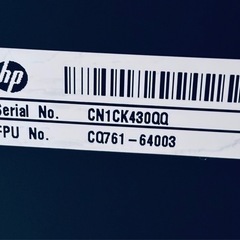 hp
Serial No. CN1CK430QQ
FPU No. CQ761-64003